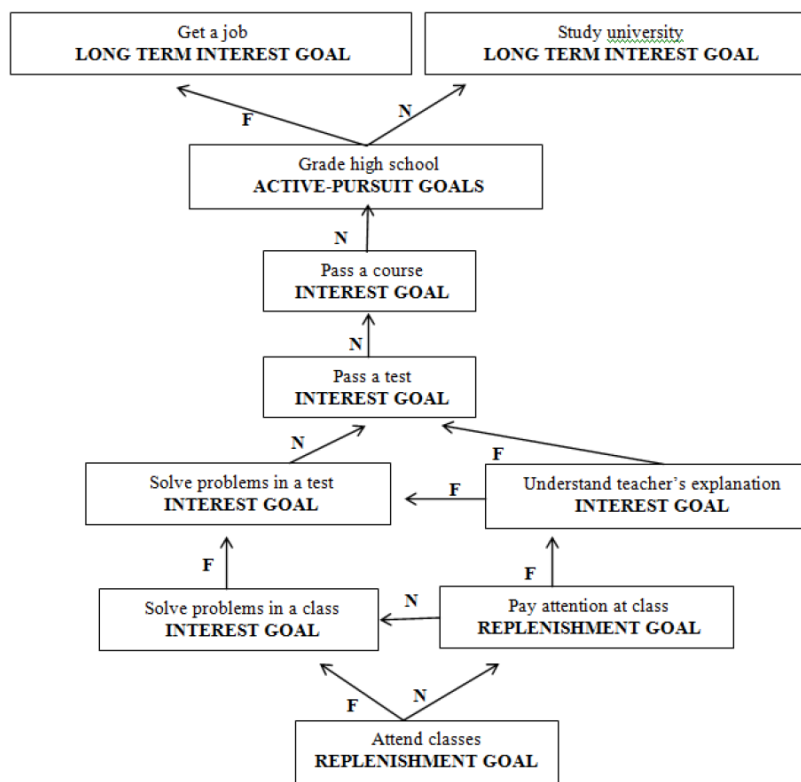 Get a job
LONG TERM INTEREST GOAL
Study university
LONG TERM INTEREST GOAL
F
N
Grade high school
ACTIVE-PURSUIT GOALS
N
Pass a course
INTEREST GOAL
N
Pass a test
INTEREST GOAL
N
F
Solve problems in a test
INTEREST GOAL
F
Understand teacher’s explanation
INTEREST GOAL
F
F
Solve problems in a class
INTEREST GOAL
N
Pay attention at class
REPLENISHMENT GOAL
F
N
Attend classes
REPLENISHMENT GOAL